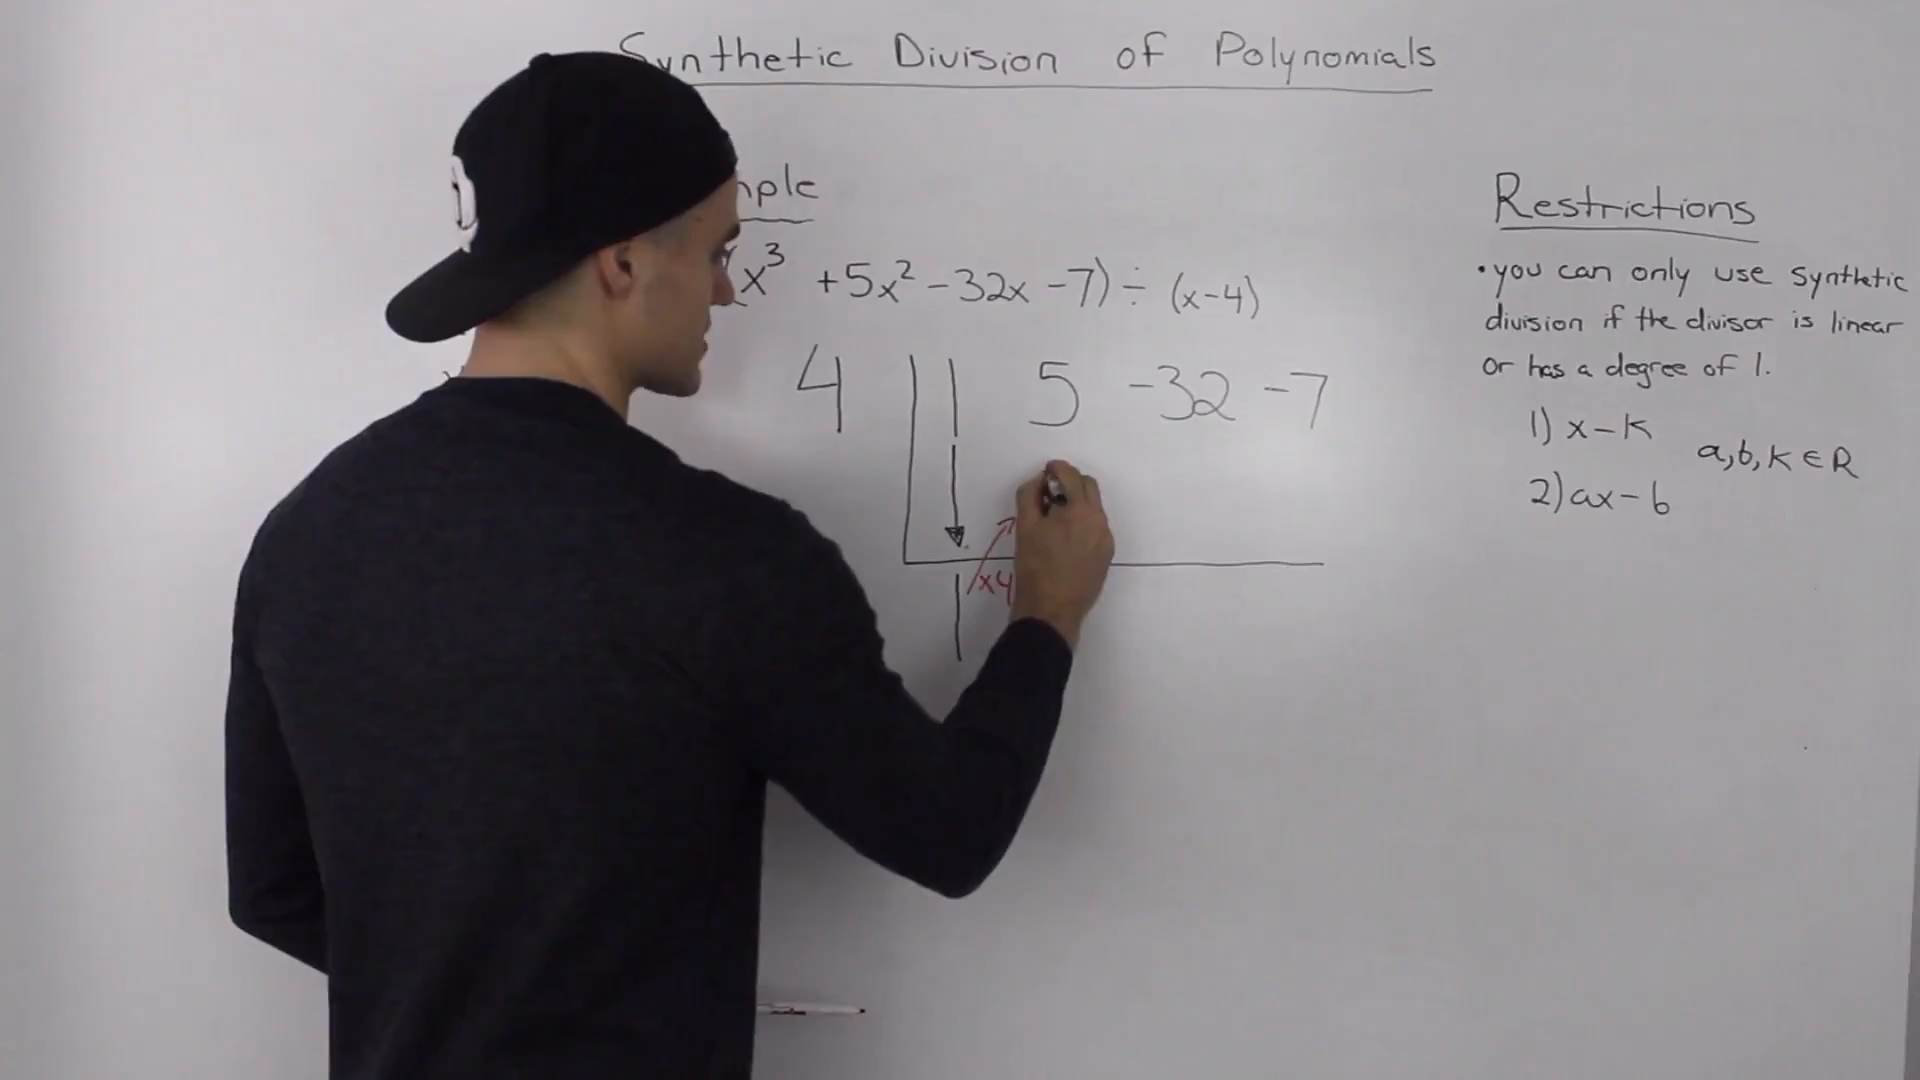 Synthetic Division of Polynomials
x³ +5x² -32x -7) ÷ (x-4)
4 1 5 -32 -7
x4
1
Restrictions
• you can only use synthetic
division if the divisor is linear
or has a degree of 1.
1) x-k
a,b,k ∈ R
2) ax-b